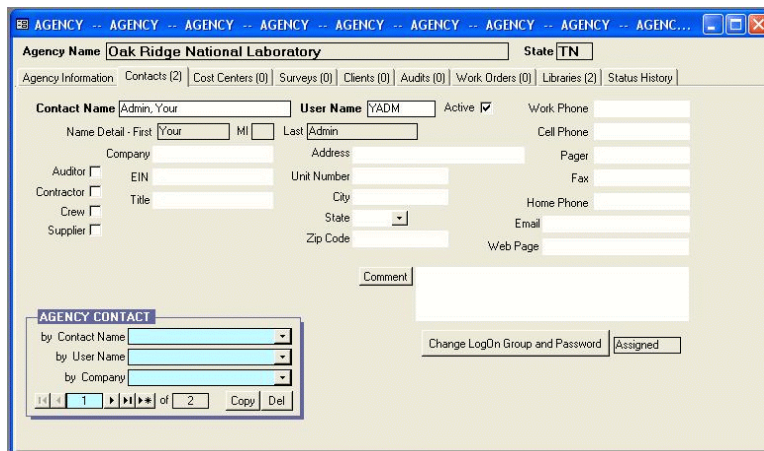 AGENCY -- AGENCY -- AGENCY -- AGENCY -- AGENCY -- AGENCY -- AGENCY -- AGENC...
Agency Name Oak Ridge National Laboratory State TN
Agency Information Contacts (2) Cost Centers (0) Surveys (0) Clients (0) Audits (0) Work Orders (0) Libraries (2) Status History
Contact Name Admin, Your User Name YADM Active Work Phone
Name Detail - First Your MI Last Admin Cell Phone
Company Address Pager
Auditor EIN Unit Number Fax
Contractor Title City Home Phone
Crew State Email
Supplier Zip Code Web Page
Comment
AGENCY CONTACT
by Contact Name
by User Name
by Company
Change LogOn Group and Password Assigned
1 of 2 Copy Del